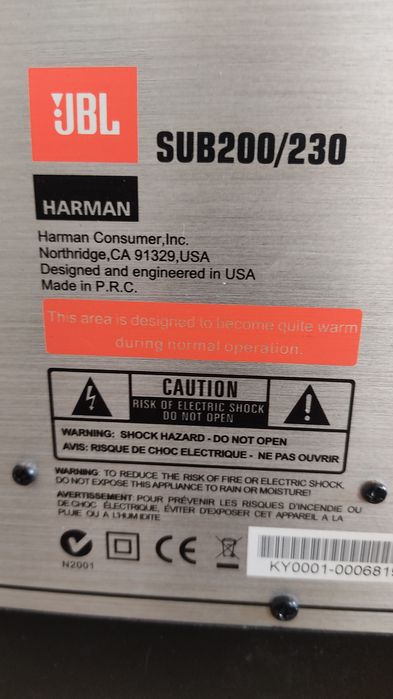 JBL
SUB200/230
HARMAN
Harman Consumer,Inc.
Northridge,CA 91329,USA
Designed and engineered in USA
Made in P.R.C.
This area is designed to become quite warm
during normal operation.
CAUTION
RISK OF ELECTRIC SHOCK
DO NOT OPEN
WARNING: SHOCK HAZARD - DO NOT OPEN
AVIS: RISQUE DE CHOC ELECTRIQUE - NE PAS OUVRIR
WARNING: TO REDUCE THE RISK OF FIRE OR ELECTRIC SHOCK,
DO NOT EXPOSE THIS APPLIANCE TO RAIN OR MOISTURE!
AVERTISSEMENT: POUR PRÉVENIR LES RISQUES D'INCENDIE OU
DE CHOC ÉLECTRIQUE, ÉVITER D'EXPOSER CET APPAREIL A LA
PLUIE OU A L'HUMIDITE
CE
N2001
KY0001-000681